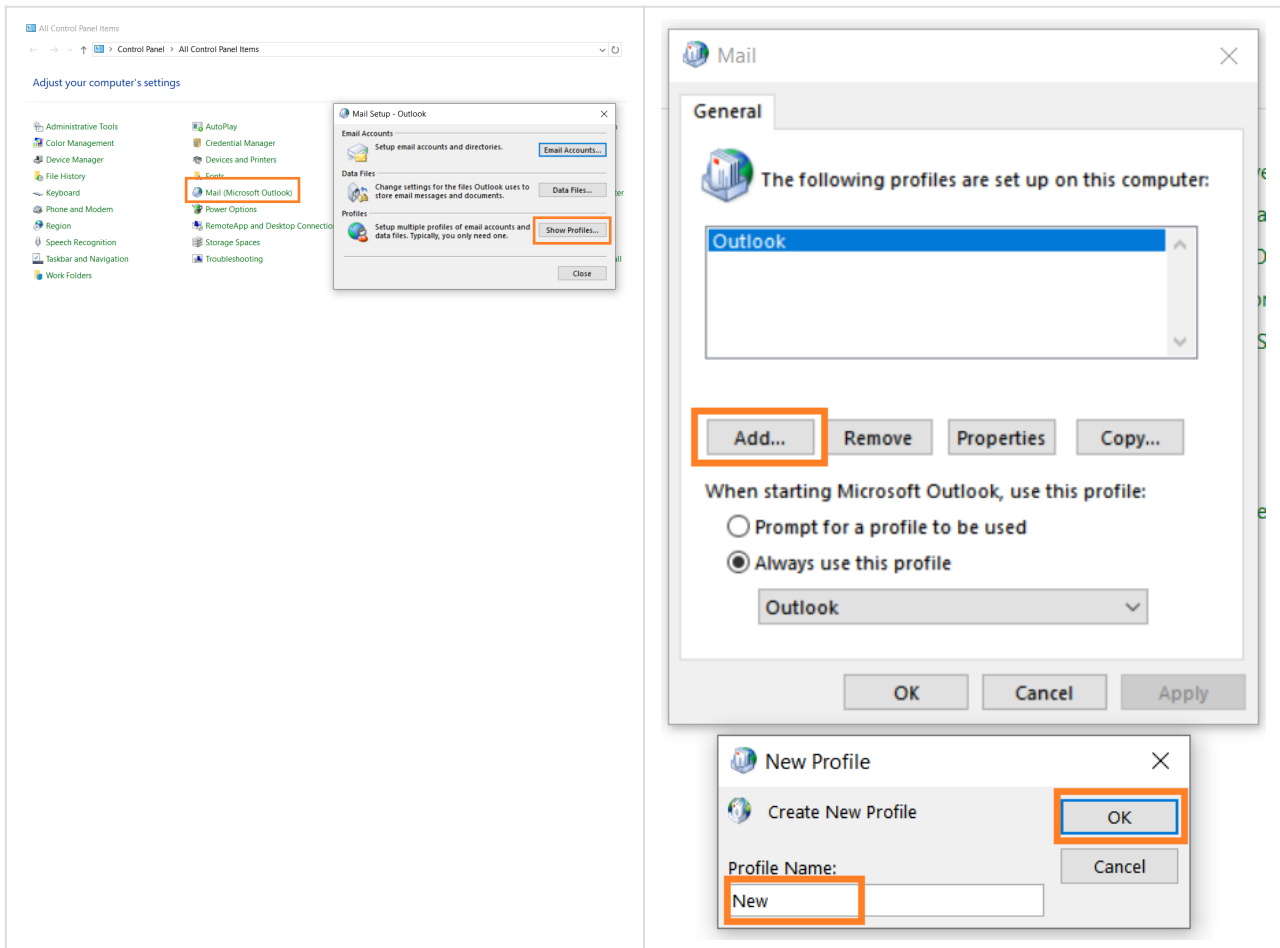 All Control Panel Items
Control Panel > All Control Panel Items
Adjust your computer's settings
Administrative Tools
Color Management
Device Manager
File History
Keyboard
Phone and Modem
Region
Speech Recognition
Taskbar and Navigation
Work Folders
AutoPlay
Credential Manager
Devices and Printers
Fonts
Mail (Microsoft Outlook)
Power Options
RemoteApp and Desktop Connectio
Storage Spaces
Troubleshooting
Mail Setup - Outlook
Email Accounts
Setup email accounts and directories.
Email Accounts...
Data Files
Change settings for the files Outlook uses to
store email messages and documents.
Data Files...
Profiles
Setup multiple profiles of email accounts and
data files. Typically, you only need one.
Show Profiles...
Close
Mail
General
The following profiles are set up on this computer:
Outlook
Add...
Remove
Properties
Copy...
When starting Microsoft Outlook, use this profile:
Prompt for a profile to be used
Always use this profile
Outlook
OK
Cancel
Apply
New Profile
Create New Profile
OK
Profile Name:
Cancel
New